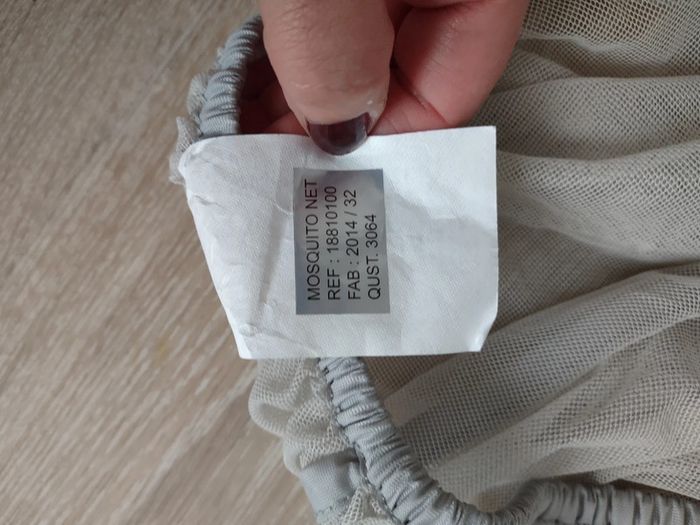 MOSQUITO NET
REF : 18810100
FAB : 2014 / 32
QUST. 3064